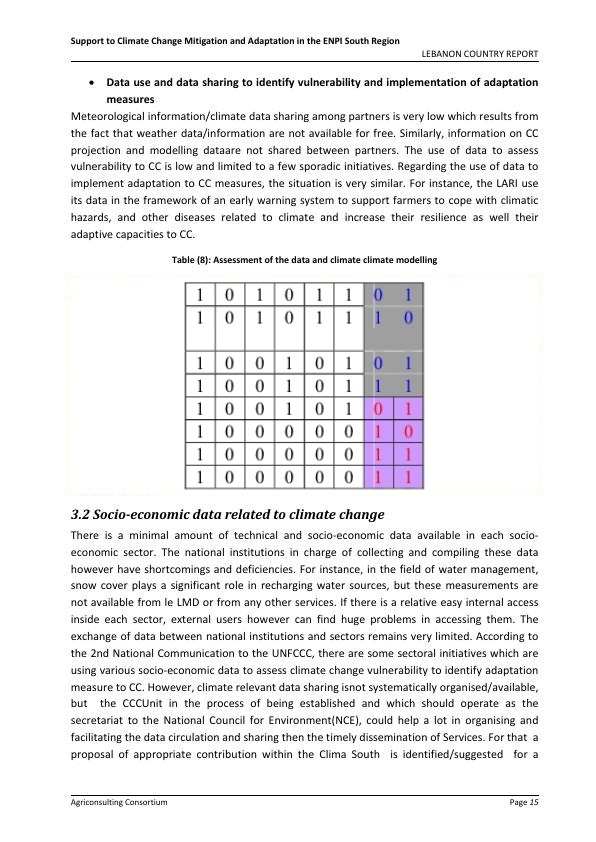 Support to Climate Change Mitigation and Adaptation in the ENPI South Region
LEBANON COUNTRY REPORT
• Data use and data sharing to identify vulnerability and implementation of adaptation
measures
Meteorological information/climate data sharing among partners is very low which results from
the fact that weather data/information are not available for free. Similarly, information on CC
projection and modelling dataare not shared between partners. The use of data to assess
vulnerability to CC is low and limited to a few sporadic initiatives. Regarding the use of data to
implement adaptation to CC measures, the situation is very similar. For instance, the LARI use
its data in the framework of an early warning system to support farmers to cope with climatic
hazards, and other diseases related to climate and increase their resilience as well their
adaptive capacities to CC.
Table (8): Assessment of the data and climate climate modelling
1 0 1 0 1 1 0 1
1 0 1 0 1 1 1 0
1 0 0 1 0 1 0 1
1 0 0 1 0 1 1 1
1 0 0 1 0 1 0 1
1 0 0 0 0 0 1 0
1 0 0 0 0 0 1 1
1 0 0 0 0 0 1 1
3.2 Socio-economic data related to climate change
There is a minimal amount of technical and socio-economic data available in each socio-
economic sector. The national institutions in charge of collecting and compiling these data
however have shortcomings and deficiencies. For instance, in the field of water management,
snow cover plays a significant role in recharging water sources, but these measurements are
not available from le LMD or from any other services. If there is a relative easy internal access
inside each sector, external users however can find huge problems in accessing them. The
exchange of data between national institutions and sectors remains very limited. According to
the 2nd National Communication to the UNFCCC, there are some sectoral initiatives which are
using various socio-economic data to assess climate change vulnerability to identify adaptation
measure to CC. However, climate relevant data sharing isnot systematically organised/available,
but the CCCUnit in the process of being established and which should operate as the
secretariat to the National Council for Environment(NCE), could help a lot in organising and
facilitating the data circulation and sharing then the timely dissemination of Services. For that a
proposal of appropriate contribution within the Clima South is identified/suggested for a
Agriconsulting Consortium
Page 15